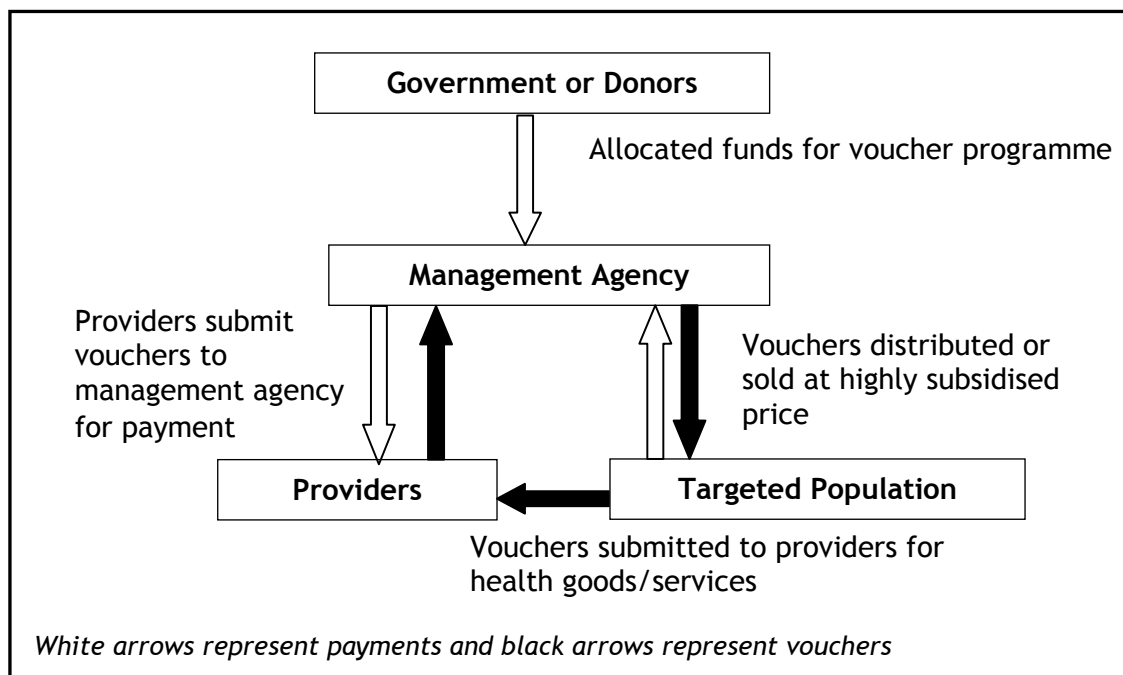 Government or Donors
Allocated funds for voucher programme
Management Agency
Providers submit
vouchers to
management agency
for payment
Vouchers distributed or
sold at highly subsidised
price
Providers
Targeted Population
Vouchers submitted to providers for
health goods/services
White arrows represent payments and black arrows represent vouchers